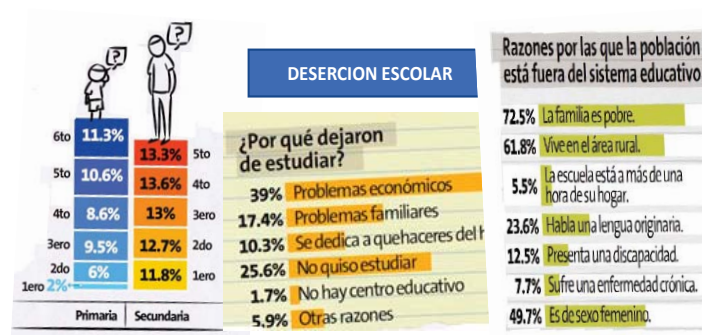 ?
?
6to 11.3%
5to 10.6%
4to 8.6%
3ero 9.5%
2do 6%
1ero 2%
13.3% 5to
13.6% 4to
13% 3ero
12.7% 2do
11.8% 1ero
Primaria Secundaria
DESERCION ESCOLAR
¿Por qué dejaron
de estudiar?
39% Problemas económicos
17.4% Problemas familiares
10.3% Se dedica a quehaceres del h
25.6% No quiso estudiar
1.7% No hay centro educativo
5.9% Otras razones
Razones por las que la población
está fuera del sistema educativo
72.5% La familia es pobre.
61.8% Vive en el área rural.
5.5% La escuela está a más de una
hora de su hogar.
23.6% Habla una lengua originaria.
12.5% Presenta una discapacidad.
7.7% Sufre una enfermedad crónica.
49.7% Es de sexo femenino.